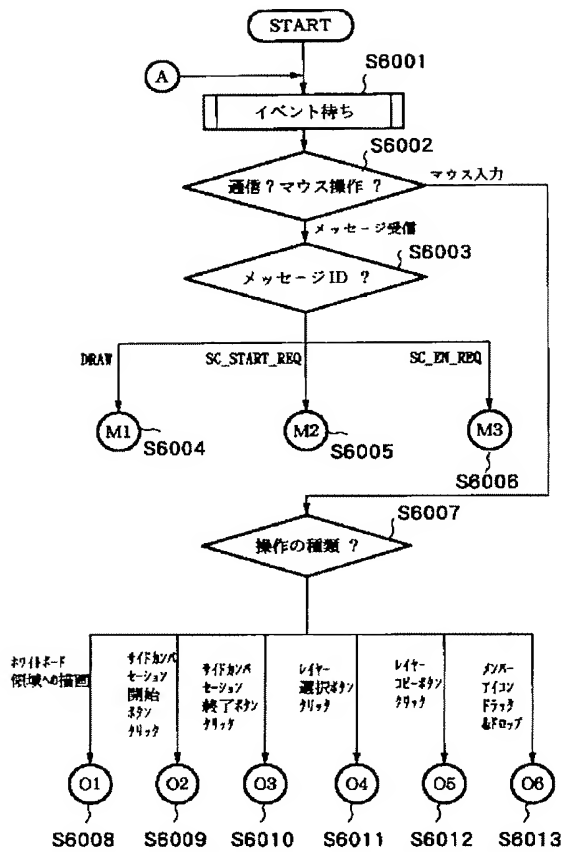 START
A
S6001
イベント待ち
S6002
通信?マウス操作 ?
マウス入力
メッセージ受信
S6003
メッセージID ?
DRAW
SC_START_REQ
SC_EN_REQ
M1
M2
M3
S6004
S6005
S6006
S6007
操作の種類 ?
ホワイトボード
領域への描画
サイドカンバ
セーション
開始
ボタン
クリック
サイドカンバ
セーション
終了ボタン
クリック
レイヤー
選択ボタン
クリック
レイヤー
コピーボタン
クリック
メンバー
アイコン
ドラッグ
&ドロップ
O1
O2
O3
O4
O5
O6
S6008
S6009
S6010
S6011
S6012
S6013